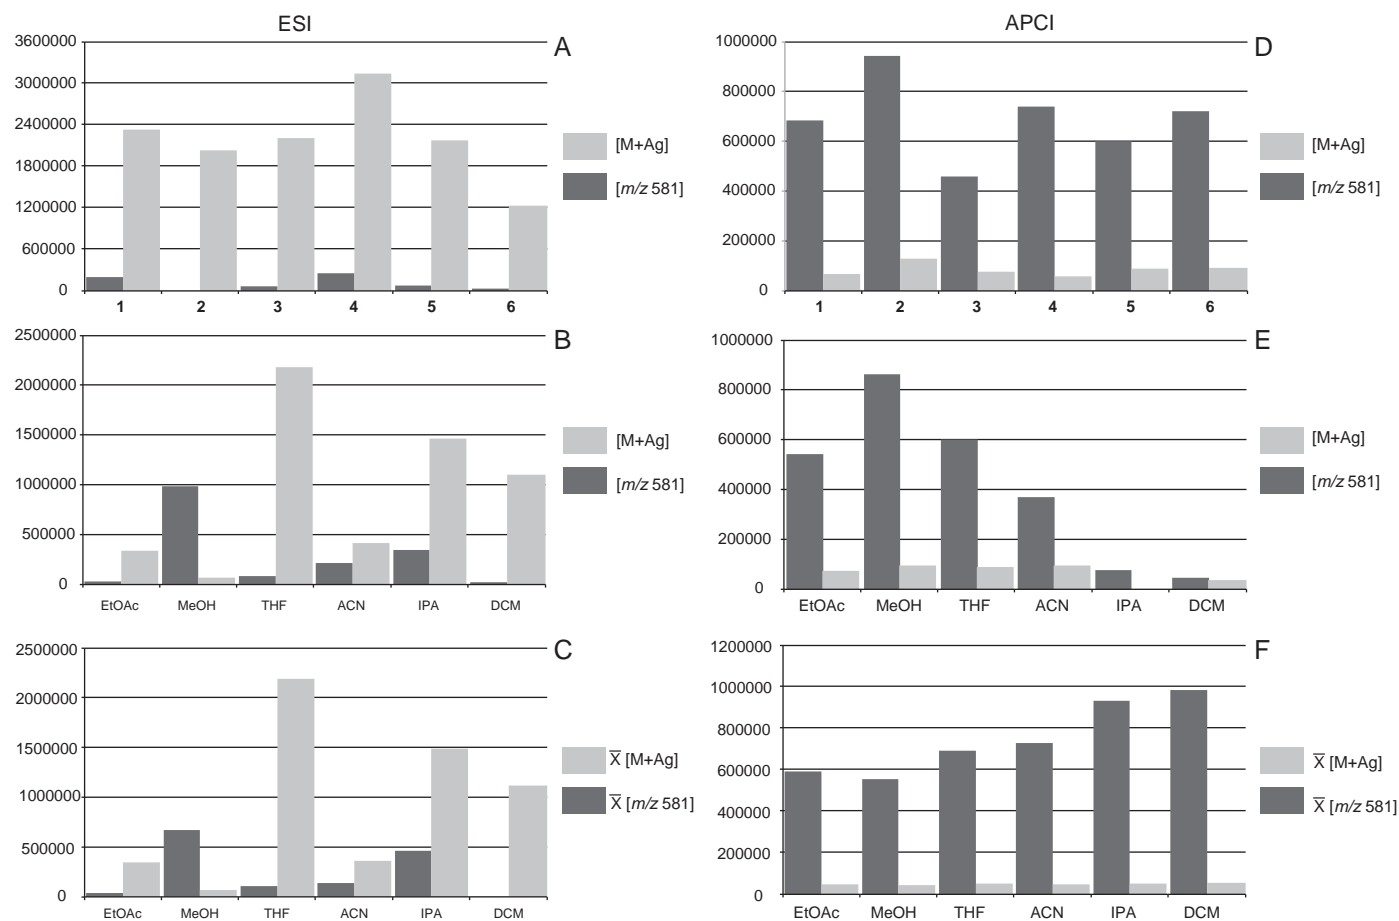 ESI
A
3600000
3000000
2400000
1800000
1200000
600000
0
1 2 3 4 5 6
[M+Ag]
[m/z 581]
B
2500000
2000000
1500000
1000000
500000
0
EtOAc MeOH THF ACN IPA DCM
[M+Ag]
[m/z 581]
C
2500000
2000000
1500000
1000000
500000
0
EtOAc MeOH THF ACN IPA DCM
X̅ [M+Ag]
X̅ [m/z 581]
APCI
D
1000000
800000
600000
400000
200000
0
1 2 3 4 5 6
[M+Ag]
[m/z 581]
E
1000000
800000
600000
400000
200000
0
EtOAc MeOH THF ACN IPA DCM
[M+Ag]
[m/z 581]
F
1200000
1000000
800000
600000
400000
200000
0
EtOAc MeOH THF ACN IPA DCM
X̅ [M+Ag]
X̅ [m/z 581]